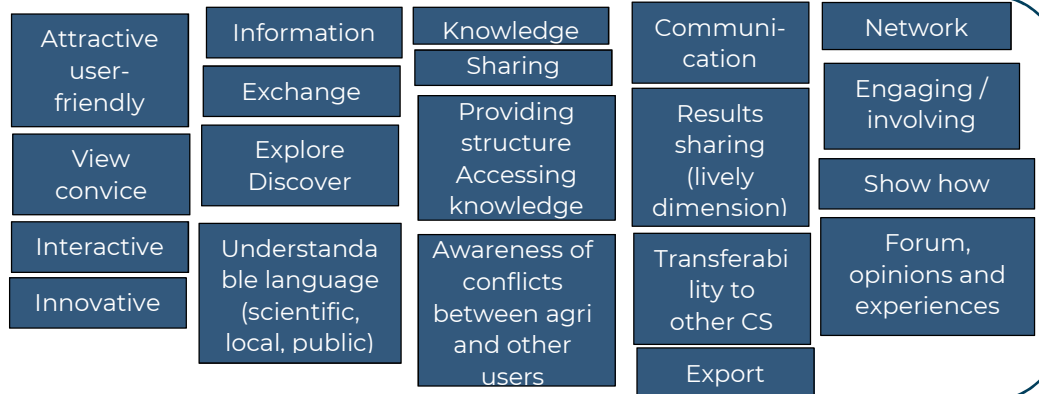 Attractive
user-
friendly
View
convice
Interactive
Innovative
Information
Exchange
Explore
Discover
Understanda
ble language
(scientific,
local, public)
Knowledge
Sharing
Providing
structure
Accessing
knowledge
Awareness of
conflicts
between agri
and other
users
Communi-
cation
Results
sharing
(lively
dimension)
Transferabi
lity to
other CS
Export
Network
Engaging /
involving
Show how
Forum,
opinions and
experiences